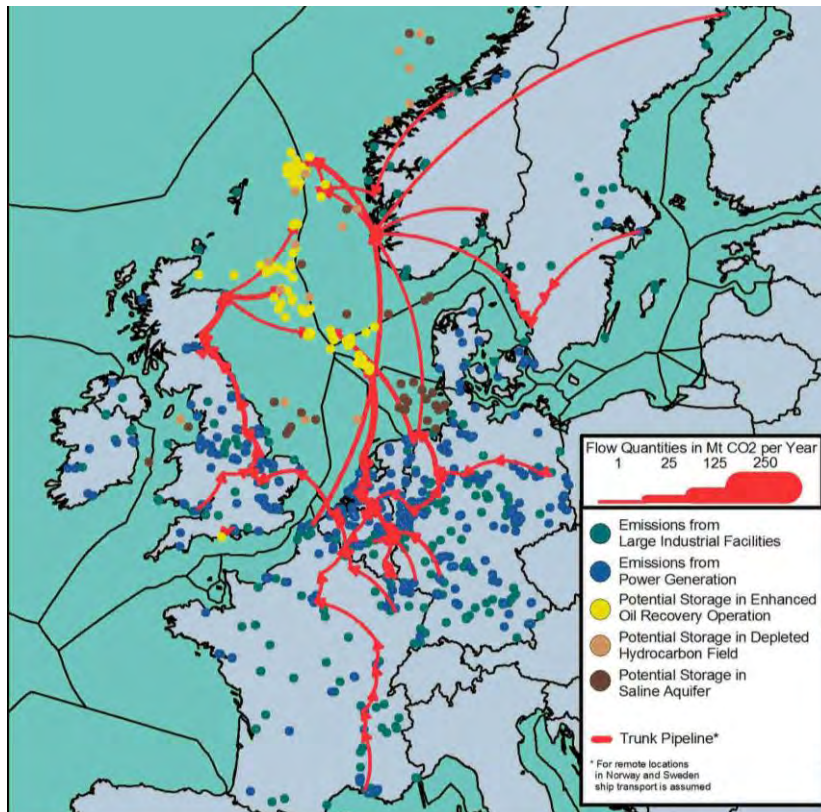 Flow Quantities in Mt CO2 per Year
1 25 125 250
Emissions from
Large Industrial Facilities
Emissions from
Power Generation
Potential Storage in Enhanced
Oil Recovery Operation
Potential Storage in Depleted
Hydrocarbon Field
Potential Storage in
Saline Aquifer
Trunk Pipeline*
* For remote locations
in Norway and Sweden
ship transport is assumed